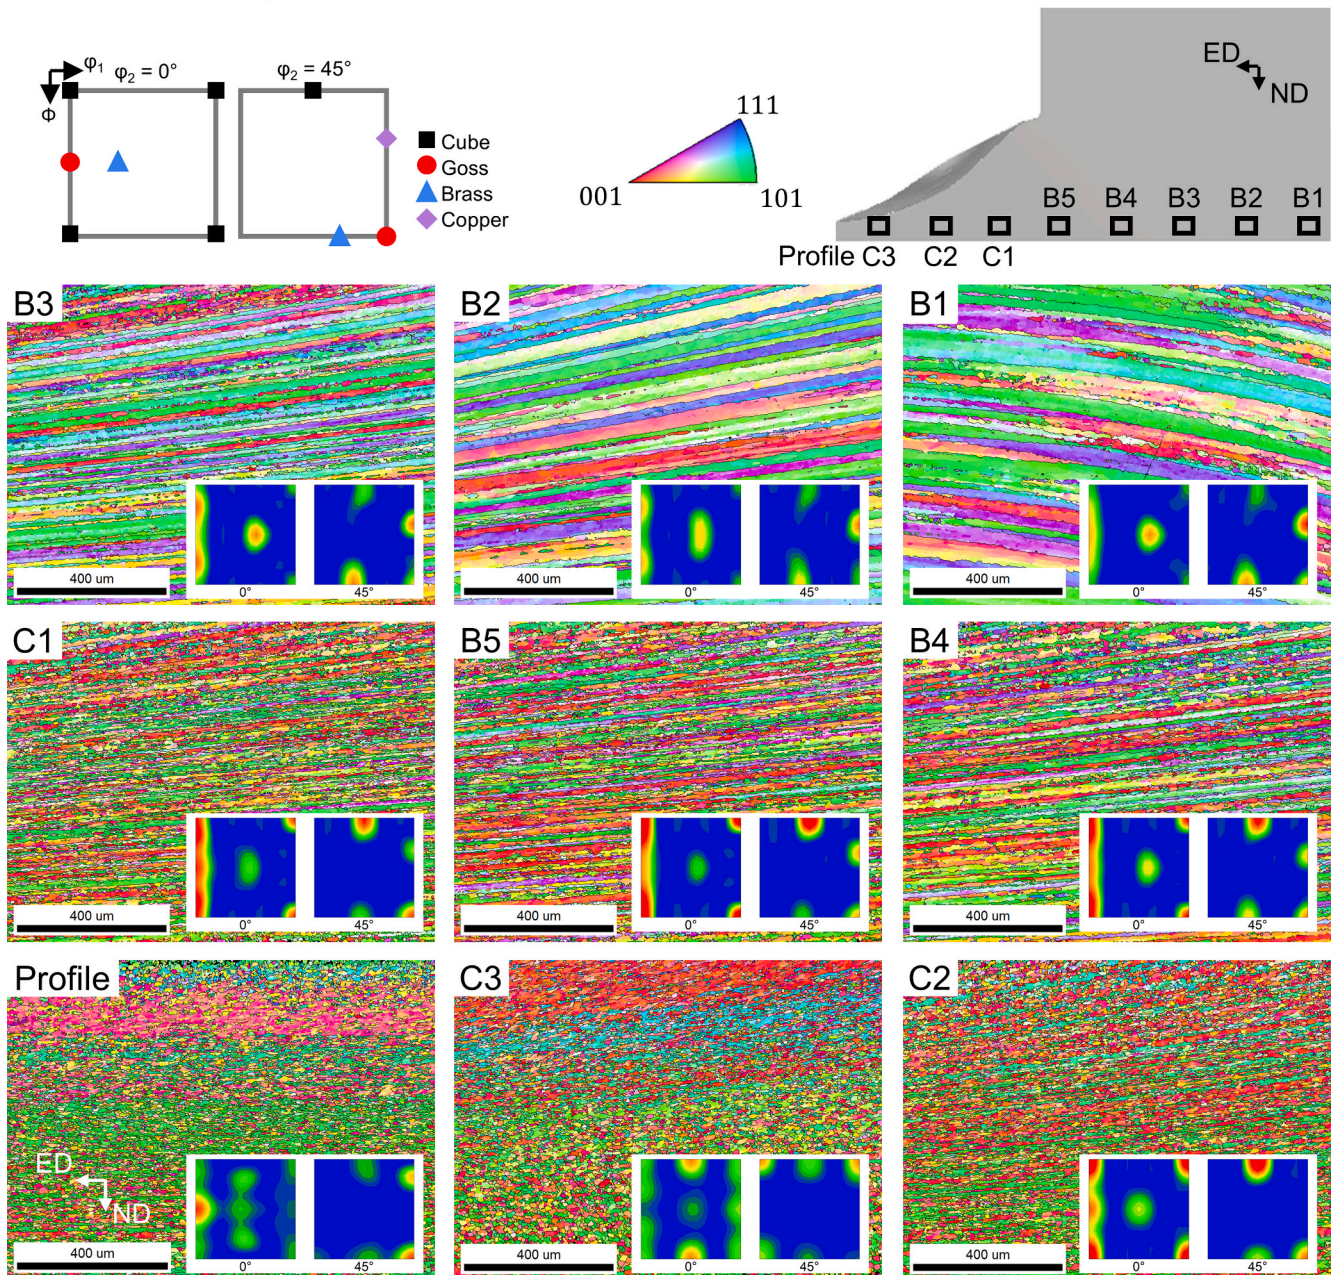 φ₁
φ₂ = 0°
φ₂ = 45°
Φ
Cube
Goss
Brass
Copper
111
001
101
ED
ND
B5 B4 B3 B2 B1
Profile C3 C2 C1
B3
400 um
0°
45°
B2
400 um
0°
45°
B1
400 um
0°
45°
C1
400 um
0°
45°
B5
400 um
0°
45°
B4
400 um
0°
45°
Profile
ED
ND
400 um
0°
45°
C3
400 um
0°
45°
C2
400 um
0°
45°